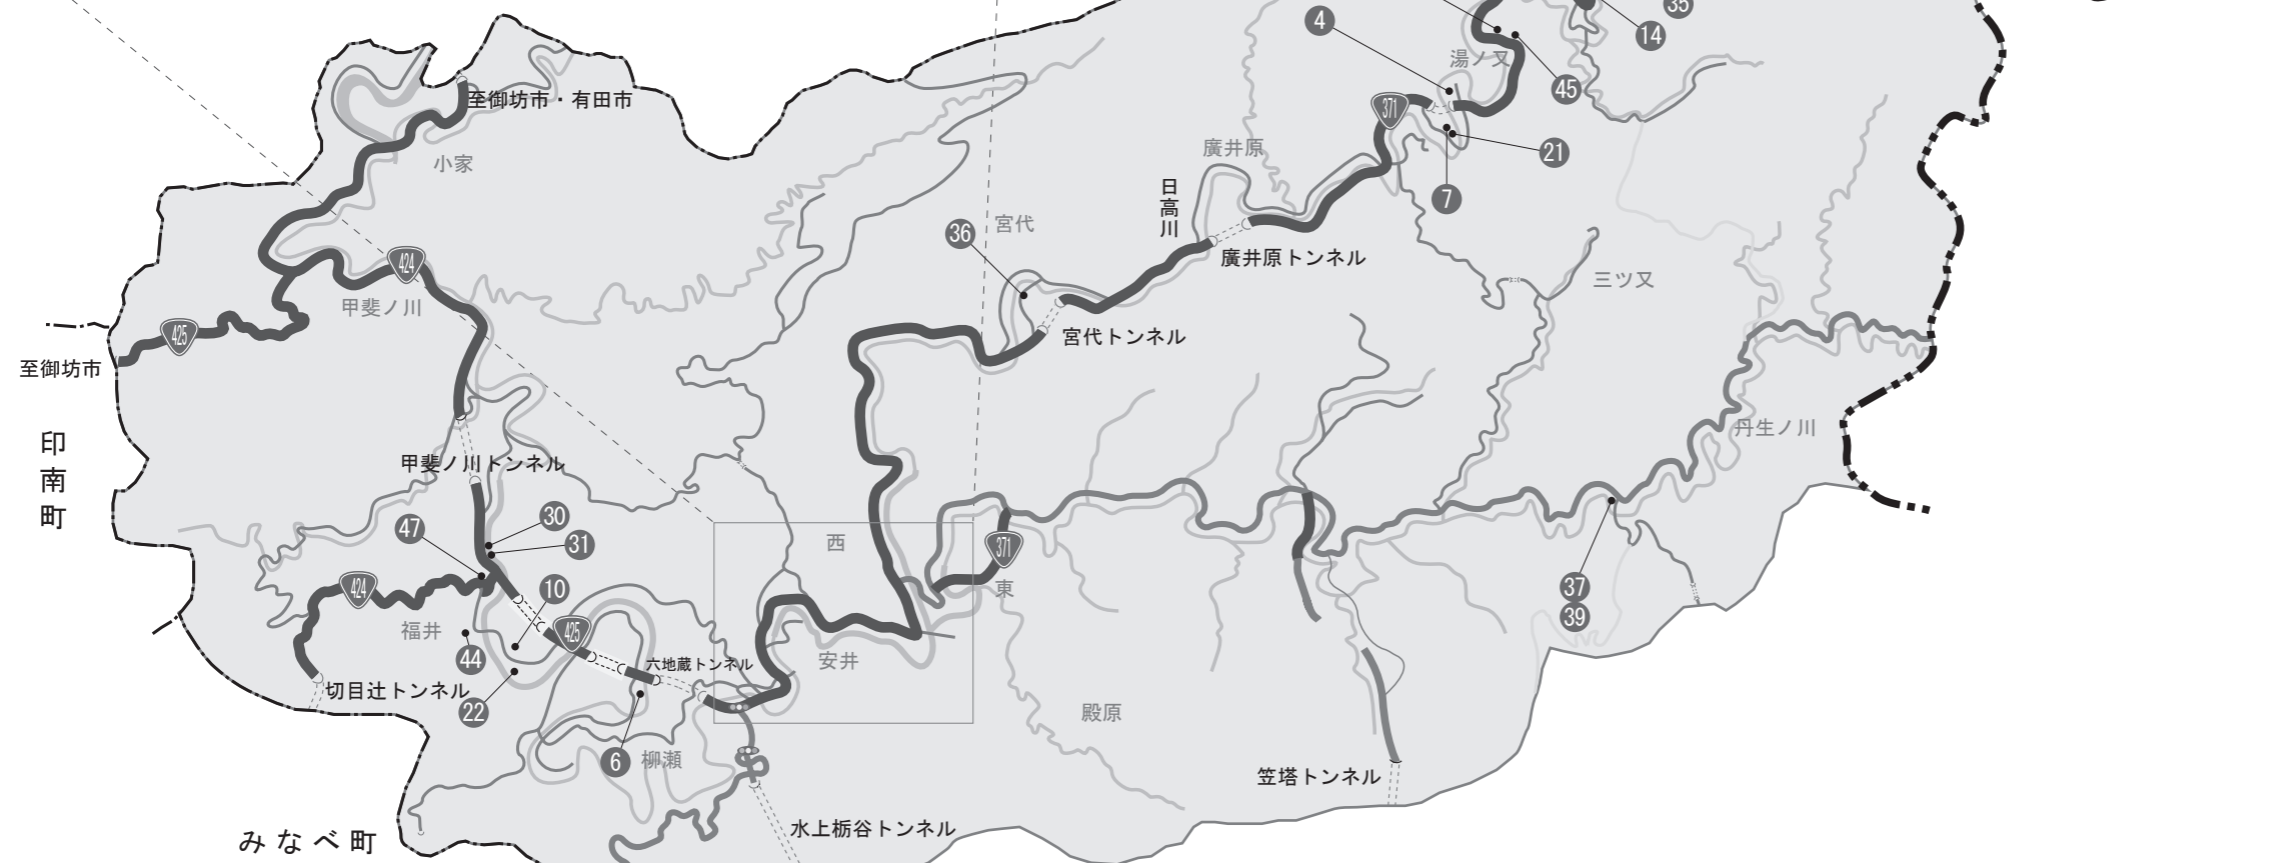 35
14
4
湯ノ又
45
371
至御坊市・有田市
21
廣井原
小家
7
日高川
宮代
36
廣井原トンネル
424
三ツ又
甲斐ノ川
425
宮代トンネル
至御坊市
丹生ノ川
印南町
甲斐ノ川トンネル
30
47
31
西
371
424
10
東
37
39
425
福井
44
安井
六地蔵トンネル
切目辻トンネル
22
殿原
6
柳瀬
笠塔トンネル
水上栃谷トンネル
みなべ町